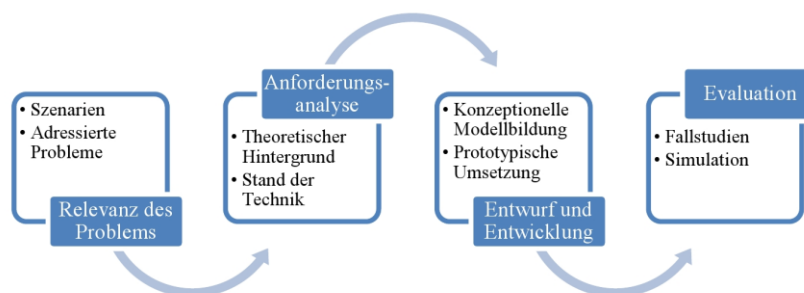 • Szenarien
• Adressierte
Probleme
Relevanz des
Problems
Anforderungs-
analyse
• Theoretischer
Hintergrund
• Stand der
Technik
• Konzeptionelle
Modellbildung
• Prototypische
Umsetzung
Entwurf und
Entwicklung
Evaluation
• Fallstudien
• Simulation